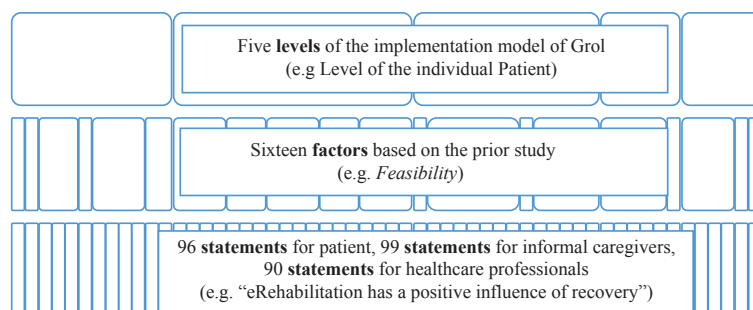 Five levels of the implementation model of Grol
(e.g Level of the individual Patient)
Sixteen factors based on the prior study
(e.g. Feasibility)
96 statements for patient, 99 statements for informal caregivers,
90 statements for healthcare professionals
(e.g. “eRehabilitation has a positive influence of recovery”)